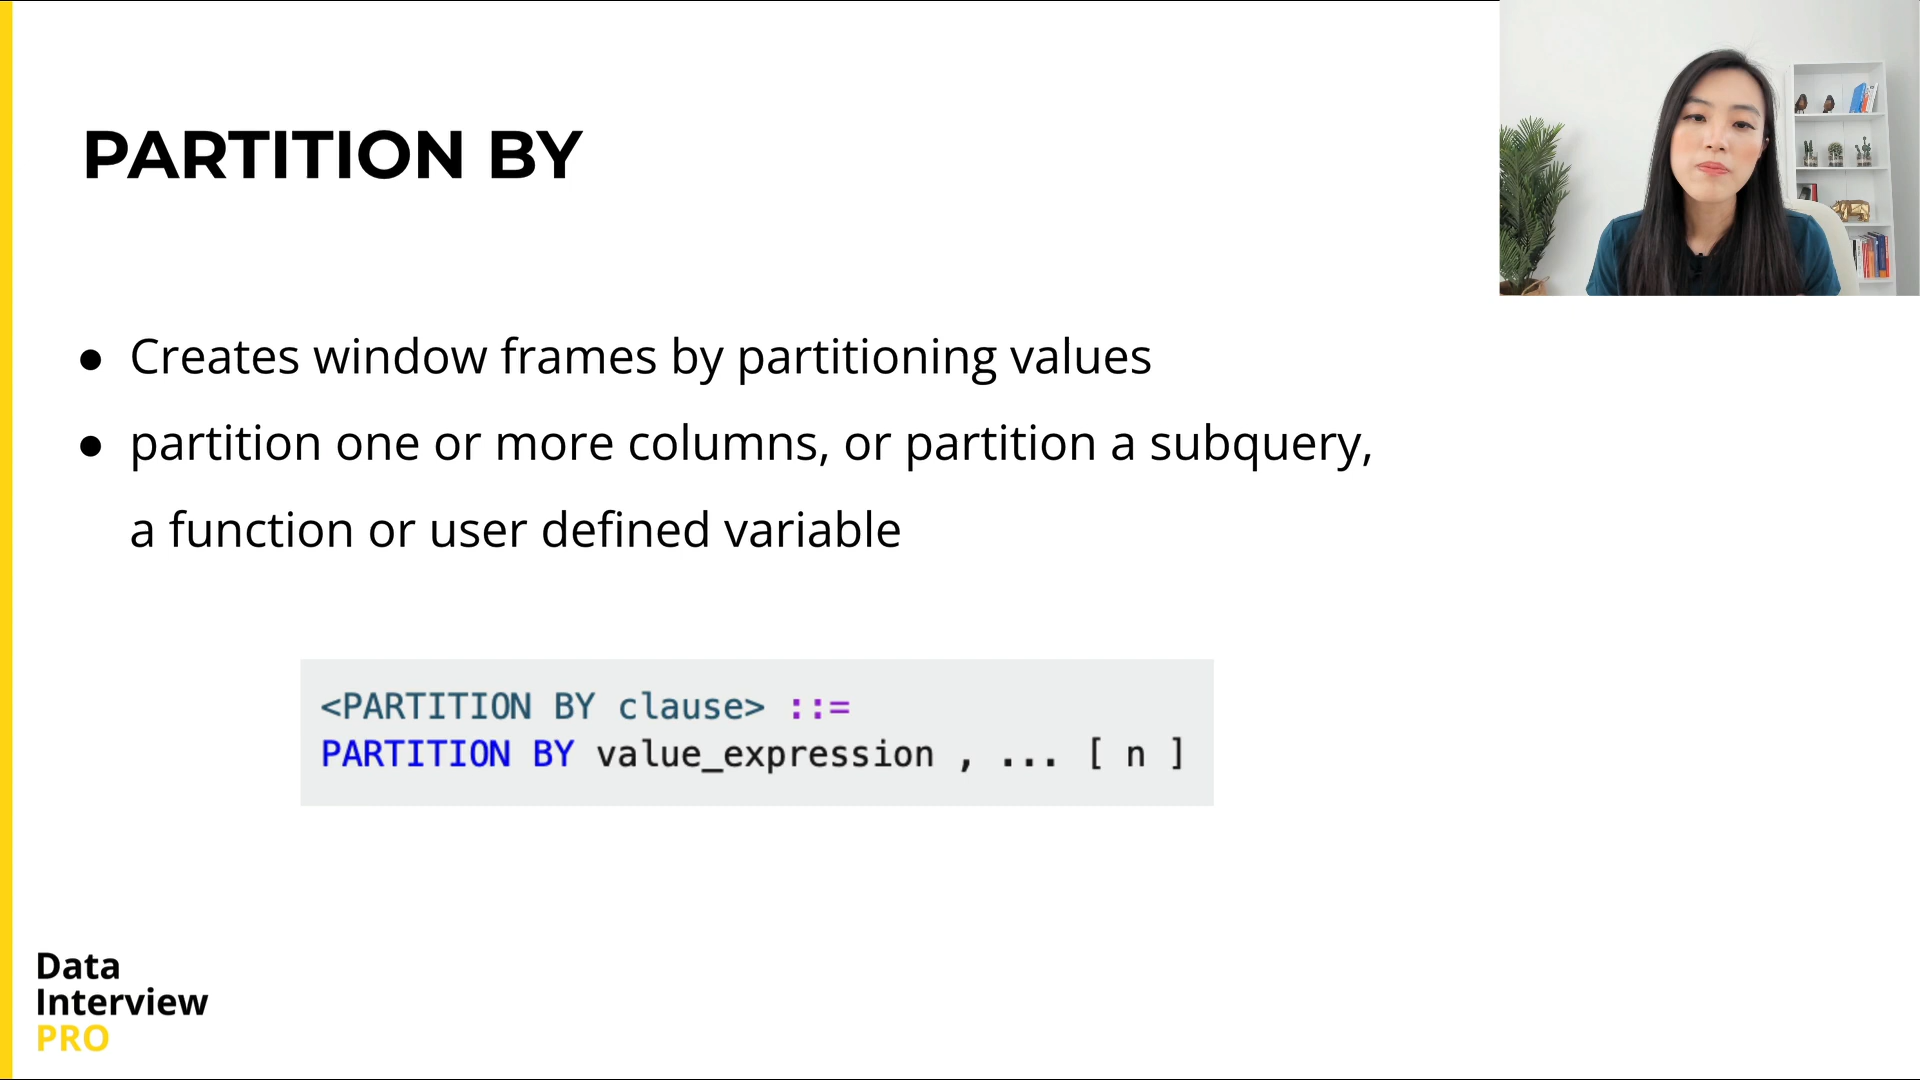 PARTITION BY
● Creates window frames by partitioning values
● partition one or more columns, or partition a subquery,
a function or user defined variable
<PARTITION BY clause> ::=
PARTITION BY value_expression , ... [ n ]
Data
Interview
PRO